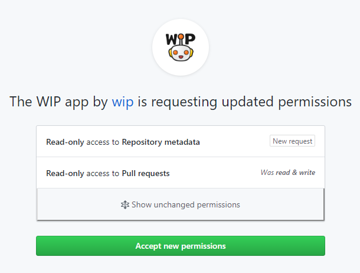 WIP
The WIP app by wip is requesting updated permissions
Read-only access to Repository metadata New request
Read-only access to Pull requests Was read & write
Show unchanged permissions
Accept new permissions